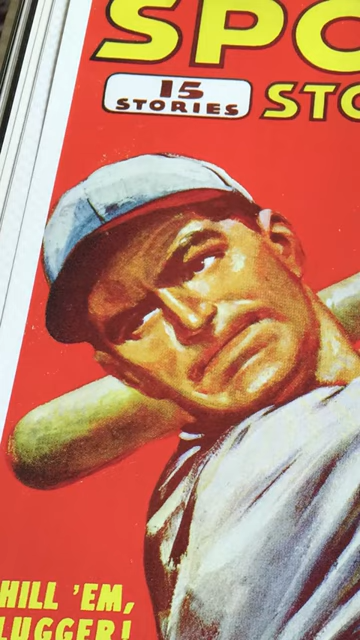 SPO
15
STORIES
STO
HILL 'EM,
LUGGER!